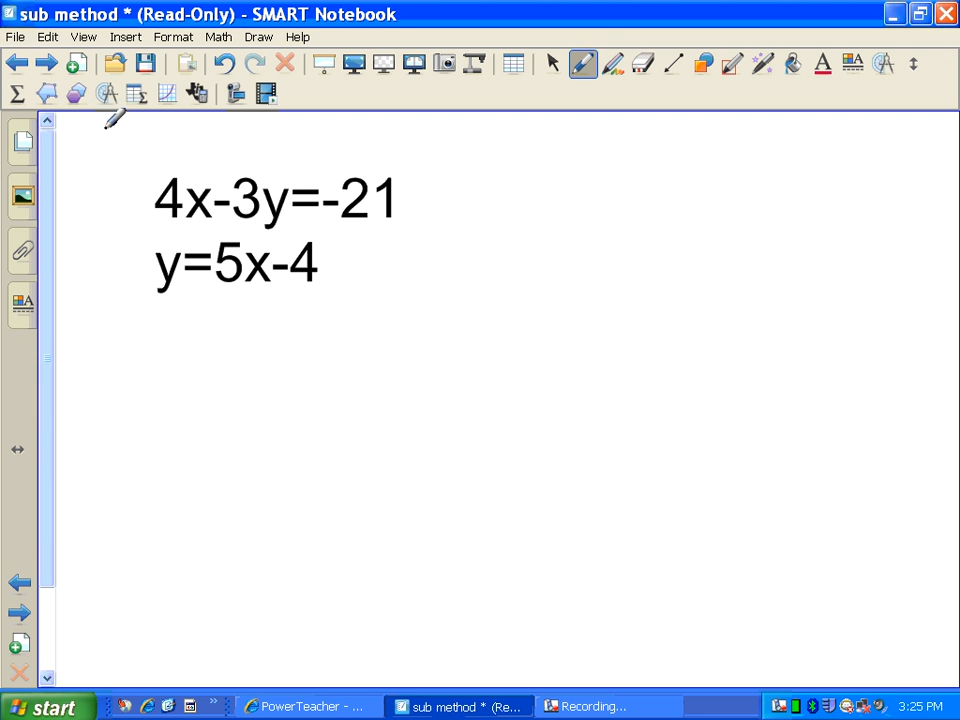 sub method * (Read-Only) - SMART Notebook
File Edit View Insert Format Math Draw Help
4x-3y=-21
y=5x-4
start
PowerTeacher - ...
sub method * (Re...
Recording...
3:25 PM